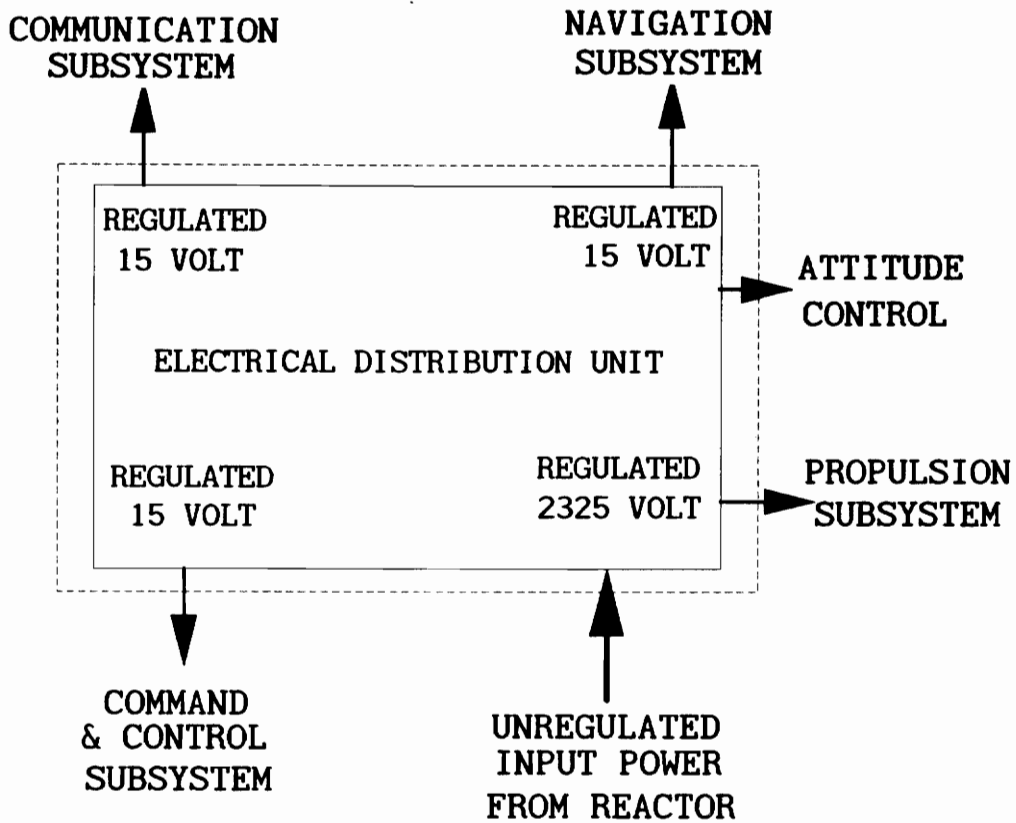 COMMUNICATION
SUBSYSTEM
NAVIGATION
SUBSYSTEM
REGULATED
15 VOLT
REGULATED
15 VOLT
ATTITUDE
CONTROL
ELECTRICAL DISTRIBUTION UNIT
REGULATED
15 VOLT
REGULATED
2325 VOLT
PROPULSION
SUBSYSTEM
COMMAND
& CONTROL
SUBSYSTEM
UNREGULATED
INPUT POWER
FROM REACTOR